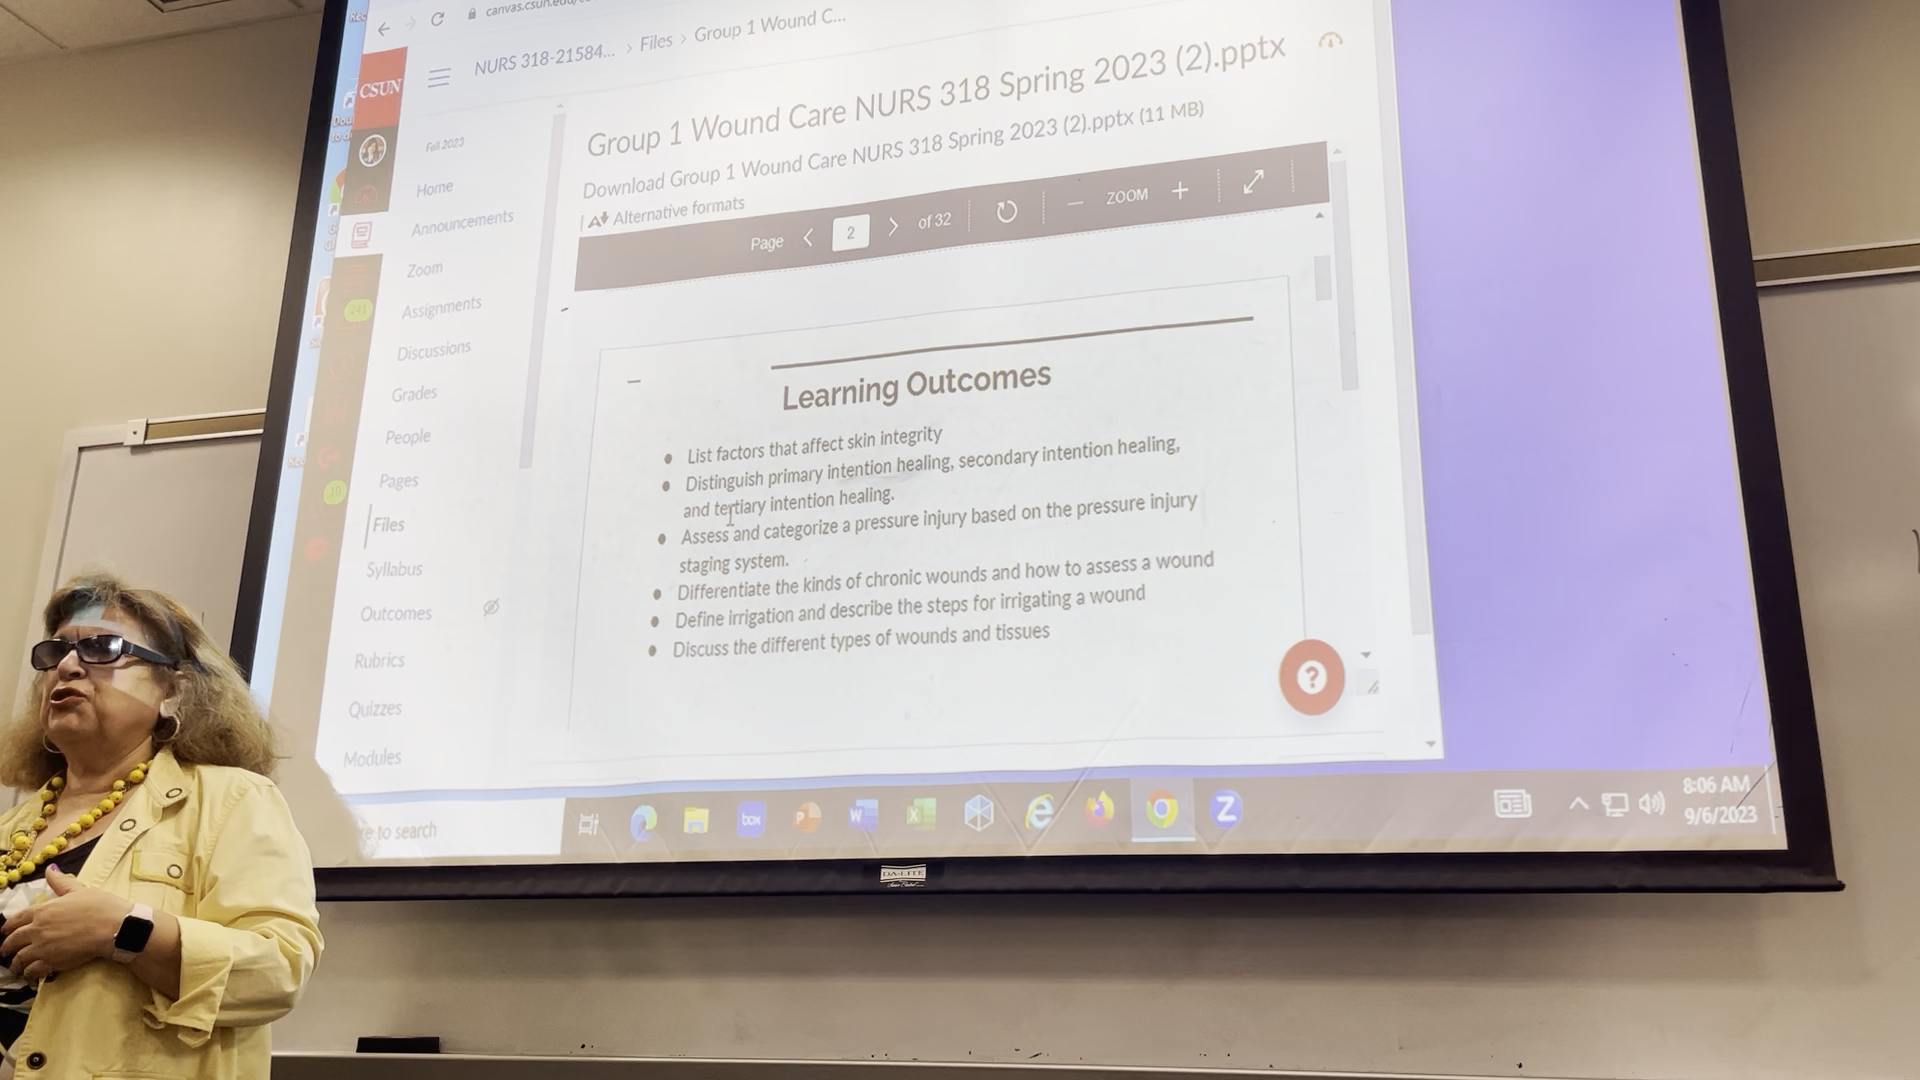 canvas.csun.edu/
NURS 318-21584... > Files > Group 1 Wound C...
CSUN
Fall 2023
Group 1 Wound Care NURS 318 Spring 2023 (2).pptx
Download Group 1 Wound Care NURS 318 Spring 2023 (2).pptx (11 MB)
Alternative formats
Page 2 of 32 ZOOM
Home
Announcements
Zoom
Assignments
Discussions
Grades
People
Pages
Files
Syllabus
Outcomes
Rubrics
Quizzes
Modules
241
10
Learning Outcomes
● List factors that affect skin integrity
● Distinguish primary intention healing, secondary intention healing,
and tertiary intention healing.
● Assess and categorize a pressure injury based on the pressure injury
staging system.
● Differentiate the kinds of chronic wounds and how to assess a wound
● Define irrigation and describe the steps for irrigating a wound
● Discuss the different types of wounds and tissues
?
to search
box
8:06 AM
9/6/2023
DA-LITE